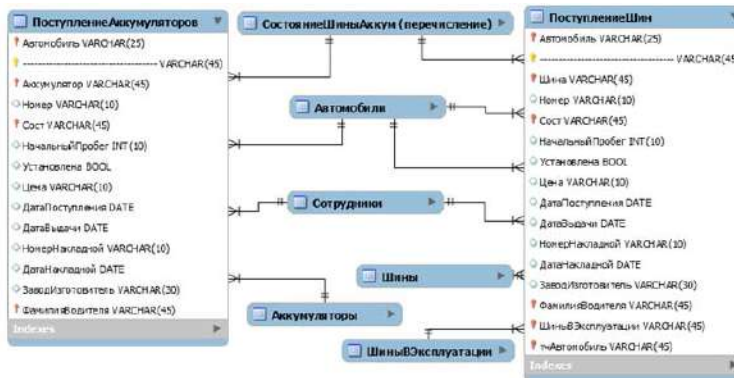 ПоступлениеАккумуляторов
Автомобиль VARCHAR(25)
------------------------------------ VARCHAR(45)
Аккумулятор VARCHAR(45)
Номер VARCHAR(10)
Сост VARCHAR(45)
НачальныйПробег INT(10)
Установлена BOOL
Цена VARCHAR(10)
ДатаПоступления DATE
ДатаВыдачи DATE
НомерНакладной VARCHAR(10)
ДатаНакладной DATE
ЗаводИзготовитель VARCHAR(30)
ФамилияВодителя VARCHAR(45)
Indexes
СостояниеШиныАккум (перечисление)
Автомобили
Сотрудники
Шины
Аккумуляторы
ШиныВЭксплуатации
ПоступлениеШин
Автомобиль VARCHAR(25)
------------------------------------ VARCHAR(45
Шина VARCHAR(45)
Номер VARCHAR(10)
Сост VARCHAR(45)
НачальныйПробег INT(10)
Установлена BOOL
Цена VARCHAR(10)
ДатаПоступления DATE
ДатаВыдачи DATE
НомерНакладной VARCHAR(10)
ДатаНакладной DATE
ЗаводИзготовитель VARCHAR(30)
ФамилияВодителя VARCHAR(45)
ШиныВЭксплуатации VARCHAR(45)
тчАвтомобиль VARCHAR(45)
Indexes